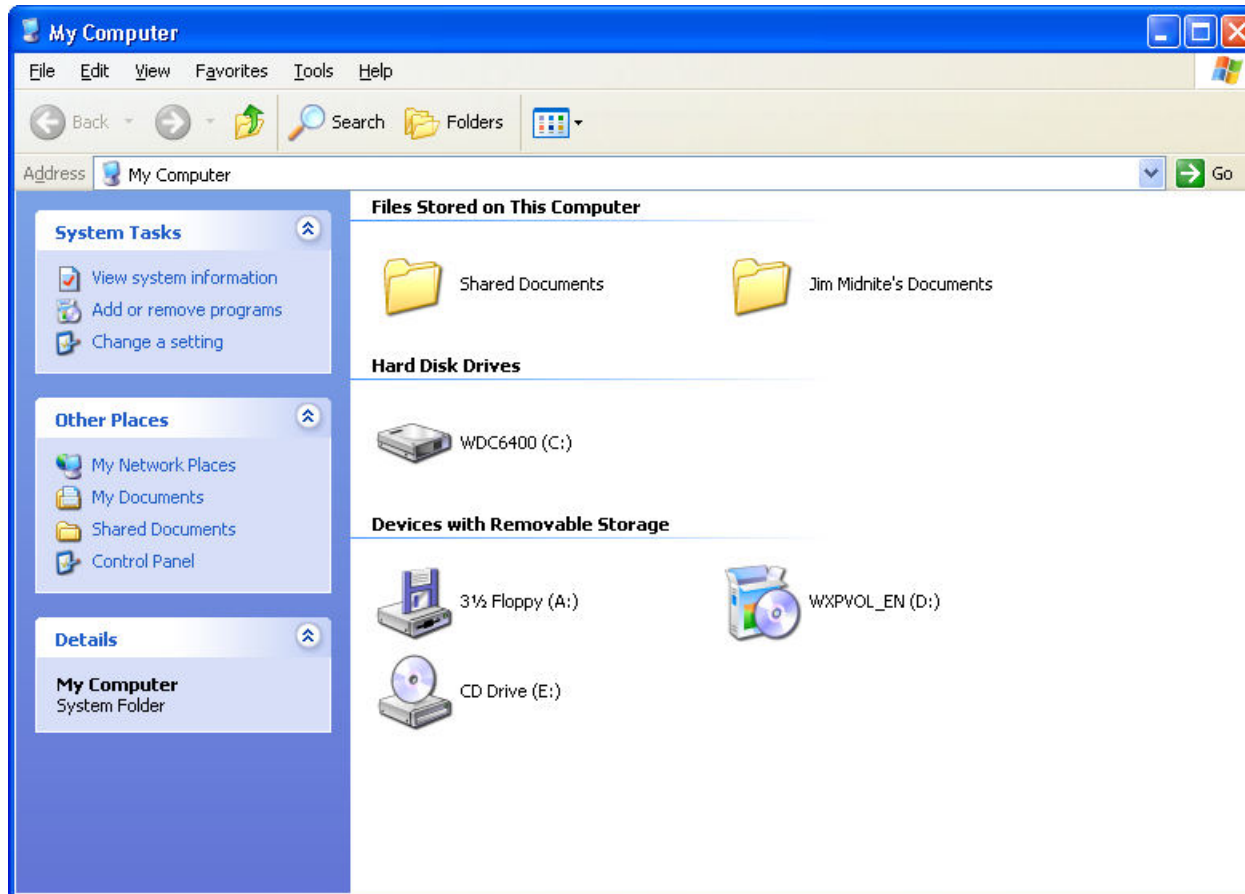 My Computer
File Edit View Favorites Tools Help
Back Search Folders
Address My Computer Go
System Tasks
View system information
Add or remove programs
Change a setting
Other Places
My Network Places
My Documents
Shared Documents
Control Panel
Details
My Computer
System Folder
Files Stored on This Computer
Shared Documents Jim Midnite's Documents
Hard Disk Drives
WDC6400 (C:)
Devices with Removable Storage
3½ Floppy (A:) WXPVOL_EN (D:)
CD Drive (E:)